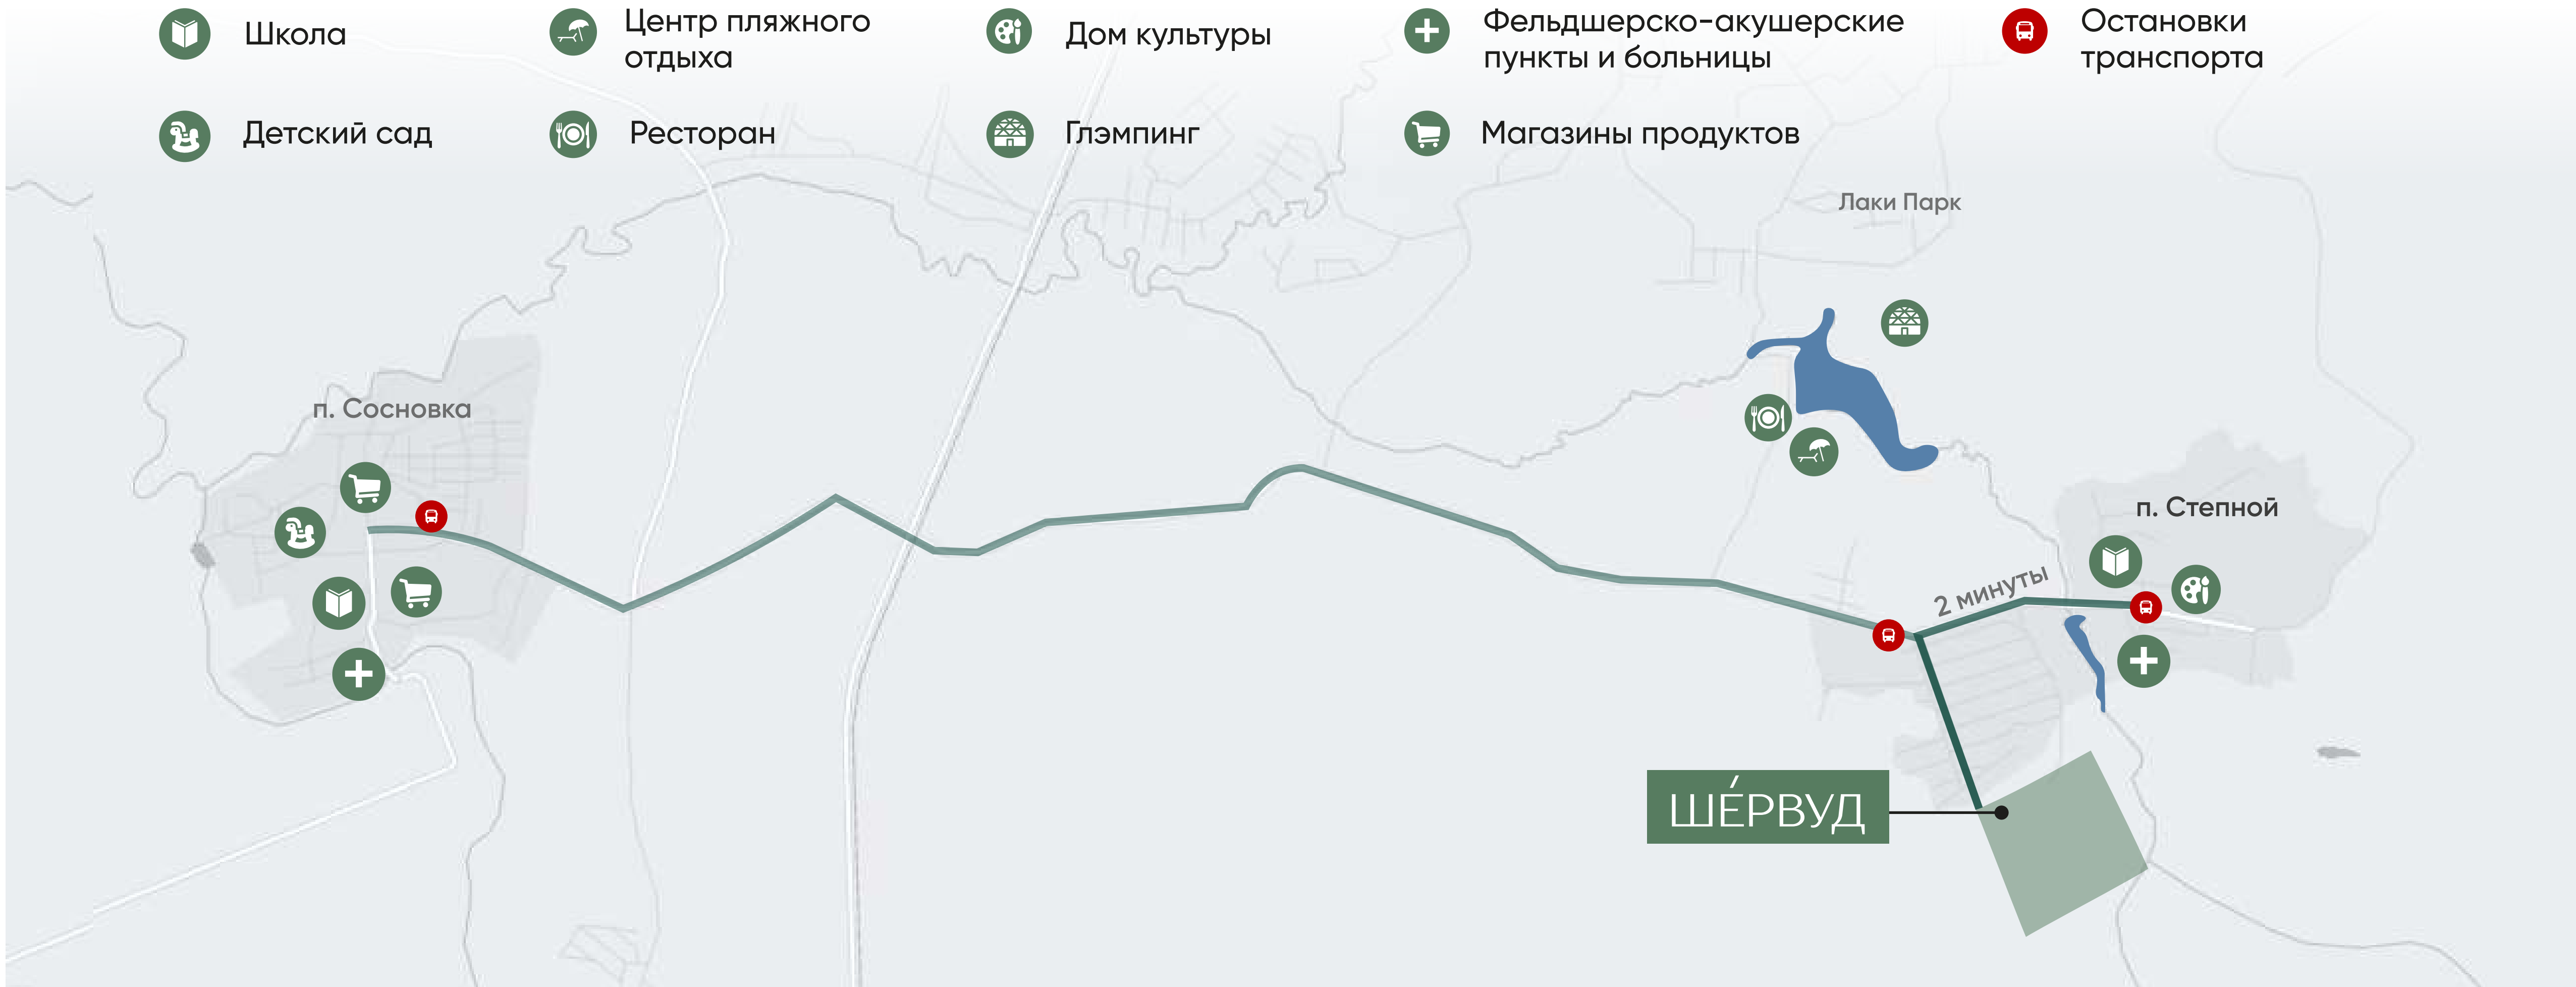 Школа
Центр пляжного
отдыха
Дом культуры
Фельдшерско-акушерские
пункты и больницы
Остановки
транспорта
Детский сад
Ресторан
Глэмпинг
Магазины продуктов
Лаки Парк
п. Сосновка
п. Степной
2 минуты
ШЕ́РВУД